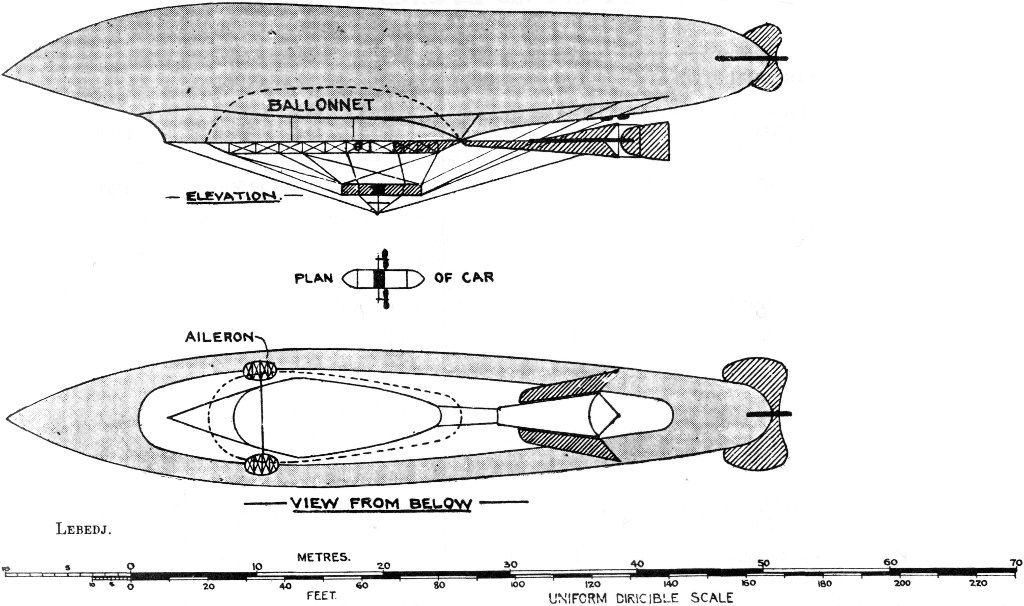 BALLONNET
ELEVATION.
PLAN OF CAR
AILERON
VIEW FROM BELOW
LEBEDJ.
METRES.
10 5 0 10 20 30 40 50 60 70
10 5 0 20 40 60 80 100 120 140 160 180 200 220
FEET. UNIFORM DIRICIBLE SCALE